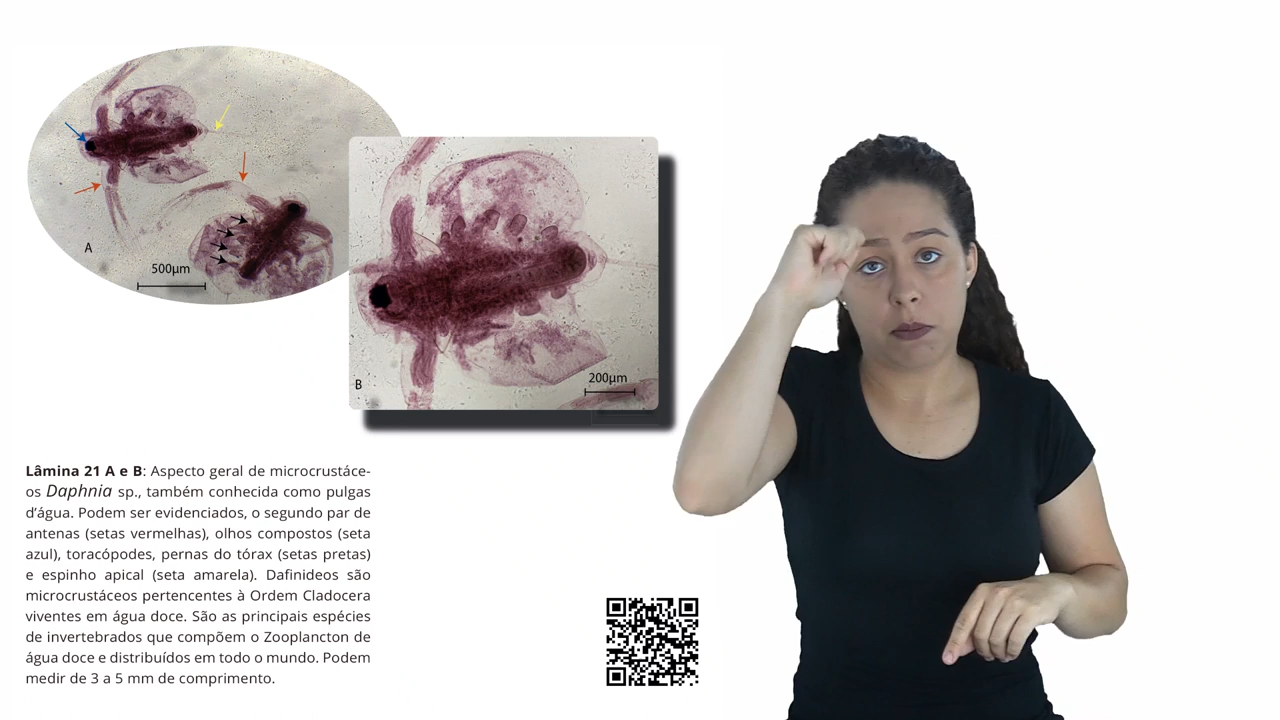 A
500µm
B
200µm
Lâmina 21 A e B: Aspecto geral de microcrustáce-
os Daphnia sp., também conhecida como pulgas
d'água. Podem ser evidenciados, o segundo par de
antenas (setas vermelhas), olhos compostos (seta
azul), toracópodes, pernas do tórax (setas pretas)
e espinho apical (seta amarela). Dafinideos são
microcrustáceos pertencentes à Ordem Cladocera
viventes em água doce. São as principais espécies
de invertebrados que compõem o Zooplancton de
água doce e distribuídos em todo o mundo. Podem
medir de 3 a 5 mm de comprimento.